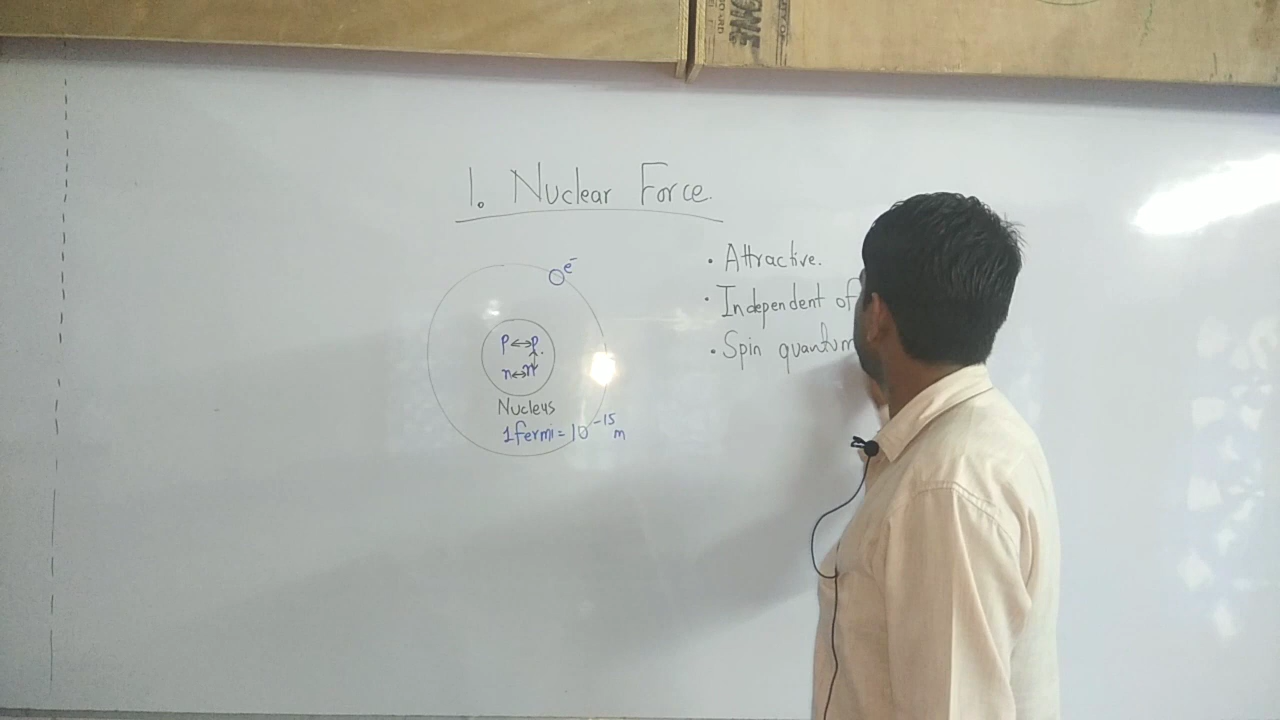 1. Nuclear Force.
e⁻
• Attractive.
• Independent of
• Spin quantum
p↔p.
n↔n
Nucleus
1 fermi = 10⁻¹⁵ m